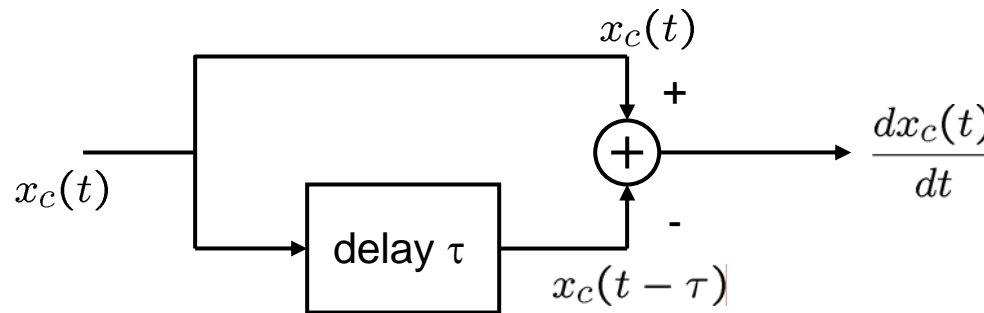 x_c(t)
+
x_c(t)
+
dx_c(t)
dt
delay τ
-
x_c(t − τ)